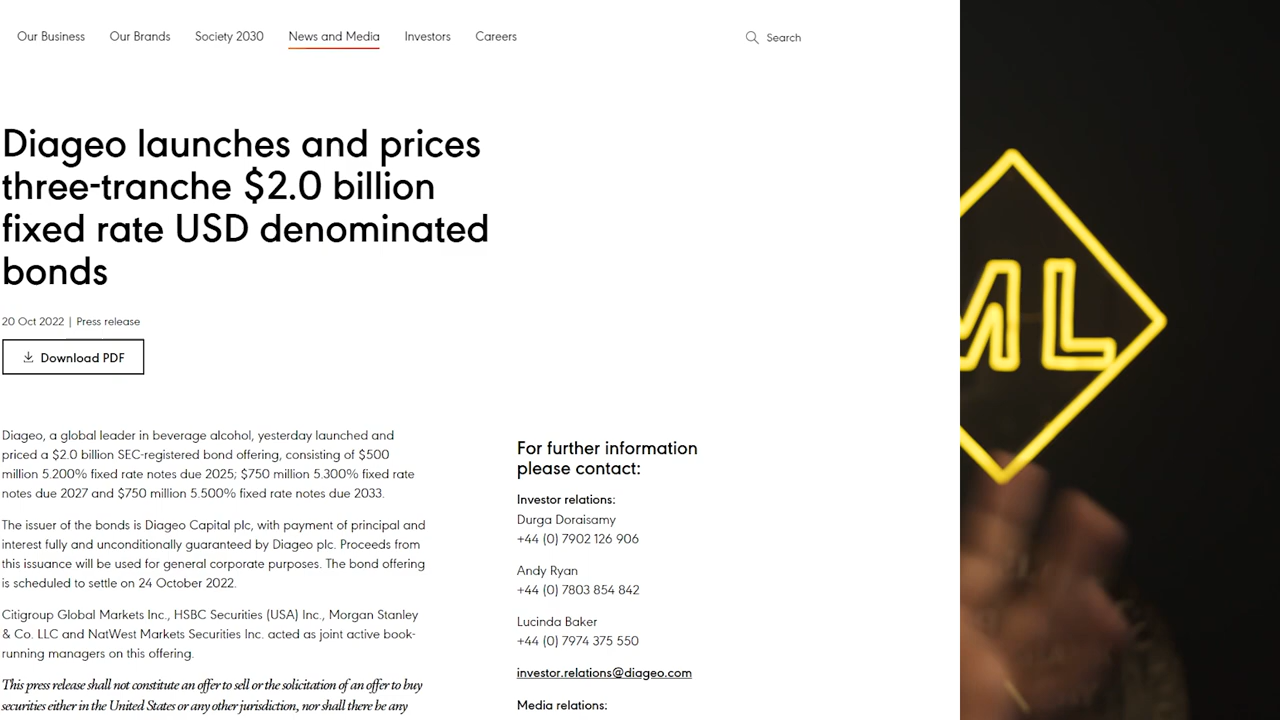 Our Business
Our Brands
Society 2030
News and Media
Investors
Careers
Search
Diageo launches and prices
three-tranche $2.0 billion
fixed rate USD denominated
bonds
20 Oct 2022 | Press release
Download PDF
Diageo, a global leader in beverage alcohol, yesterday launched and
priced a $2.0 billion SEC-registered bond offering, consisting of $500
million 5.200% fixed rate notes due 2025; $750 million 5.300% fixed rate
notes due 2027 and $750 million 5.500% fixed rate notes due 2033.
The issuer of the bonds is Diageo Capital plc, with payment of principal and
interest fully and unconditionally guaranteed by Diageo plc. Proceeds from
this issuance will be used for general corporate purposes. The bond offering
is scheduled to settle on 24 October 2022.
Citigroup Global Markets Inc., HSBC Securities (USA) Inc., Morgan Stanley
& Co. LLC and NatWest Markets Securities Inc. acted as joint active book-
running managers on this offering.
This press release shall not constitute an offer to sell or the solicitation of an offer to buy
securities either in the United States or any other jurisdiction, nor shall there be any
For further information
please contact:
Investor relations:
Durga Doraisamy
+44 (0) 7902 126 906
Andy Ryan
+44 (0) 7803 854 842
Lucinda Baker
+44 (0) 7974 375 550
investor.relations@diageo.com
Media relations:
L